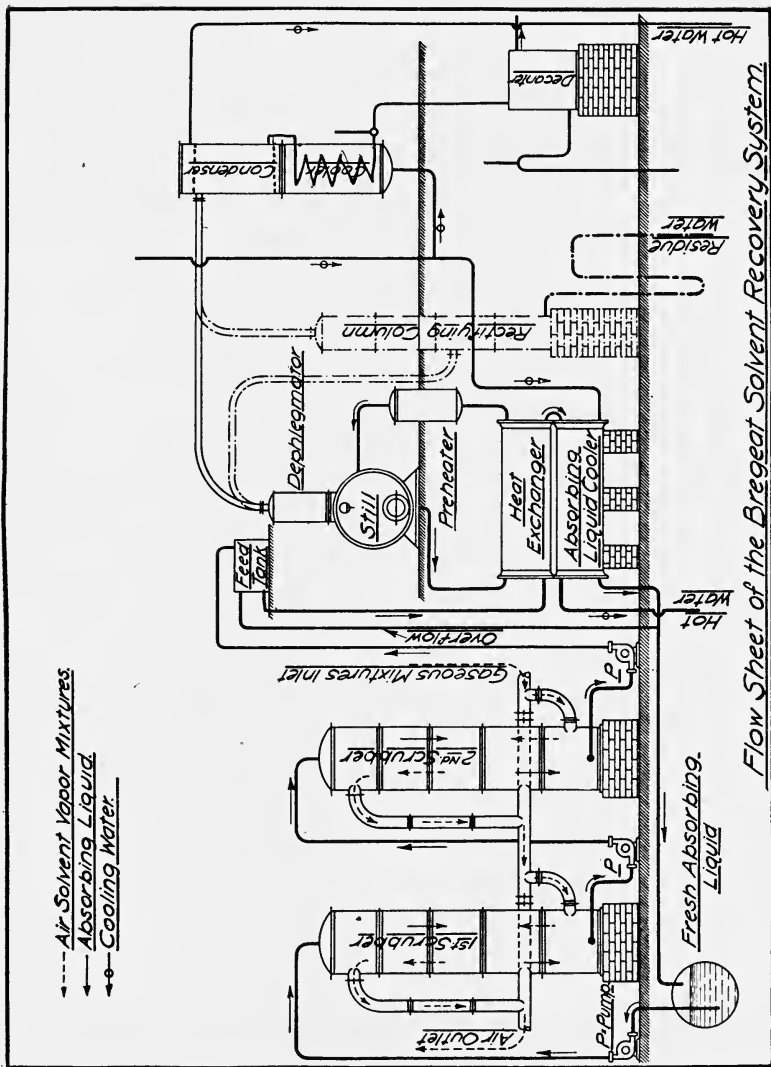 Air Solvent Vapor Mixtures.
Absorbing Liquid
Cooling Water.
Air Outlet
1st Scrubber
2nd Scrubber
Gaseous Mixtures Inlet
P=Pump
P
P
Fresh Absorbing
Liquid
Overflow
Feed
Tank
Dephlegmator
Still
Preheater
Heat
Exchanger
Absorbing
Liquid Cooler
Hot
Water
Rectifying Column
Residue
Water
Condenser
Cooler
Decanter
Hot Water
Flow Sheet of the Bregeat Solvent Recovery System.